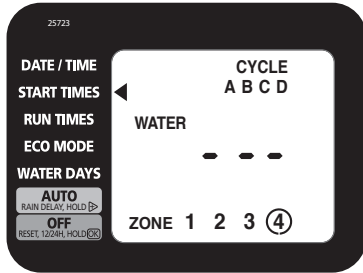 25723
DATE / TIME
START TIMES
RUN TIMES
ECO MODE
WATER DAYS
AUTO
RAIN DELAY, HOLD
OFF
RESET, 12/24H, HOLD OK
CYCLE
A B C D
WATER
- - -
ZONE 1 2 3 4